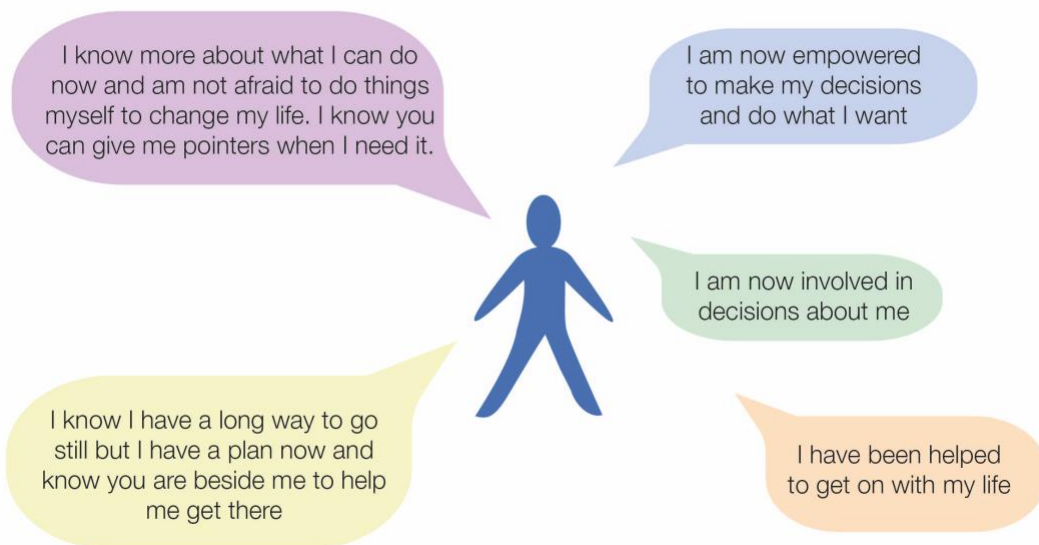 I know more about what I can do
now and am not afraid to do things
myself to change my life. I know you
can give me pointers when I need it.
I am now empowered
to make my decisions
and do what I want
I am now involved in
decisions about me
I know I have a long way to go
still but I have a plan now and
know you are beside me to help
me get there
I have been helped
to get on with my life